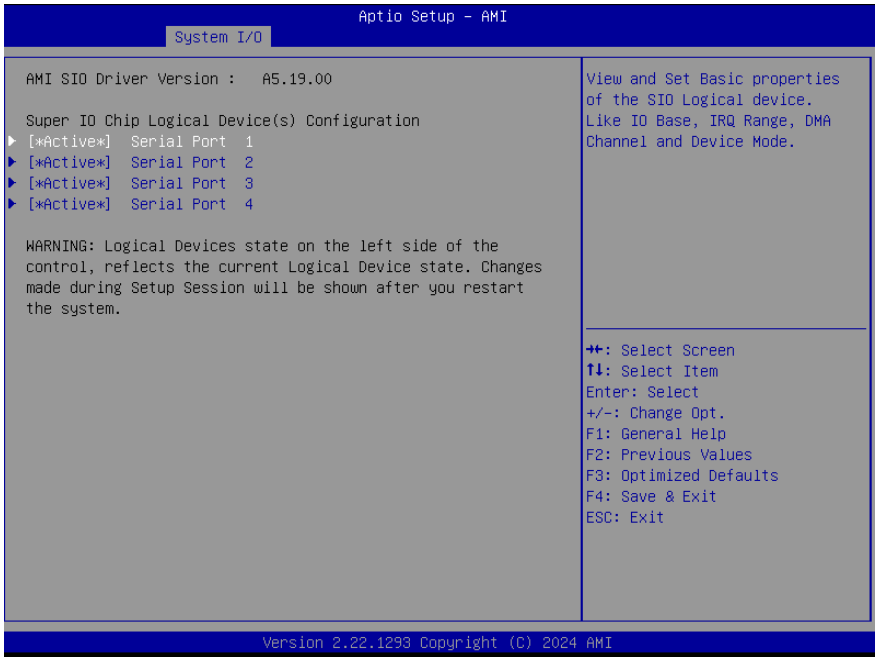 Aptio Setup – AMI
System I/O
AMI SIO Driver Version : A5.19.00
Super IO Chip Logical Device(s) Configuration
[*Active*] Serial Port 1
[*Active*] Serial Port 2
[*Active*] Serial Port 3
[*Active*] Serial Port 4
WARNING: Logical Devices state on the left side of the
control, reflects the current Logical Device state. Changes
made during Setup Session will be shown after you restart
the system.
View and Set Basic properties
of the SIO Logical device.
Like IO Base, IRQ Range, DMA
Channel and Device Mode.
→←: Select Screen
↑↓: Select Item
Enter: Select
+/-: Change Opt.
F1: General Help
F2: Previous Values
F3: Optimized Defaults
F4: Save & Exit
ESC: Exit
Version 2.22.1293 Copyright (C) 2024 AMI